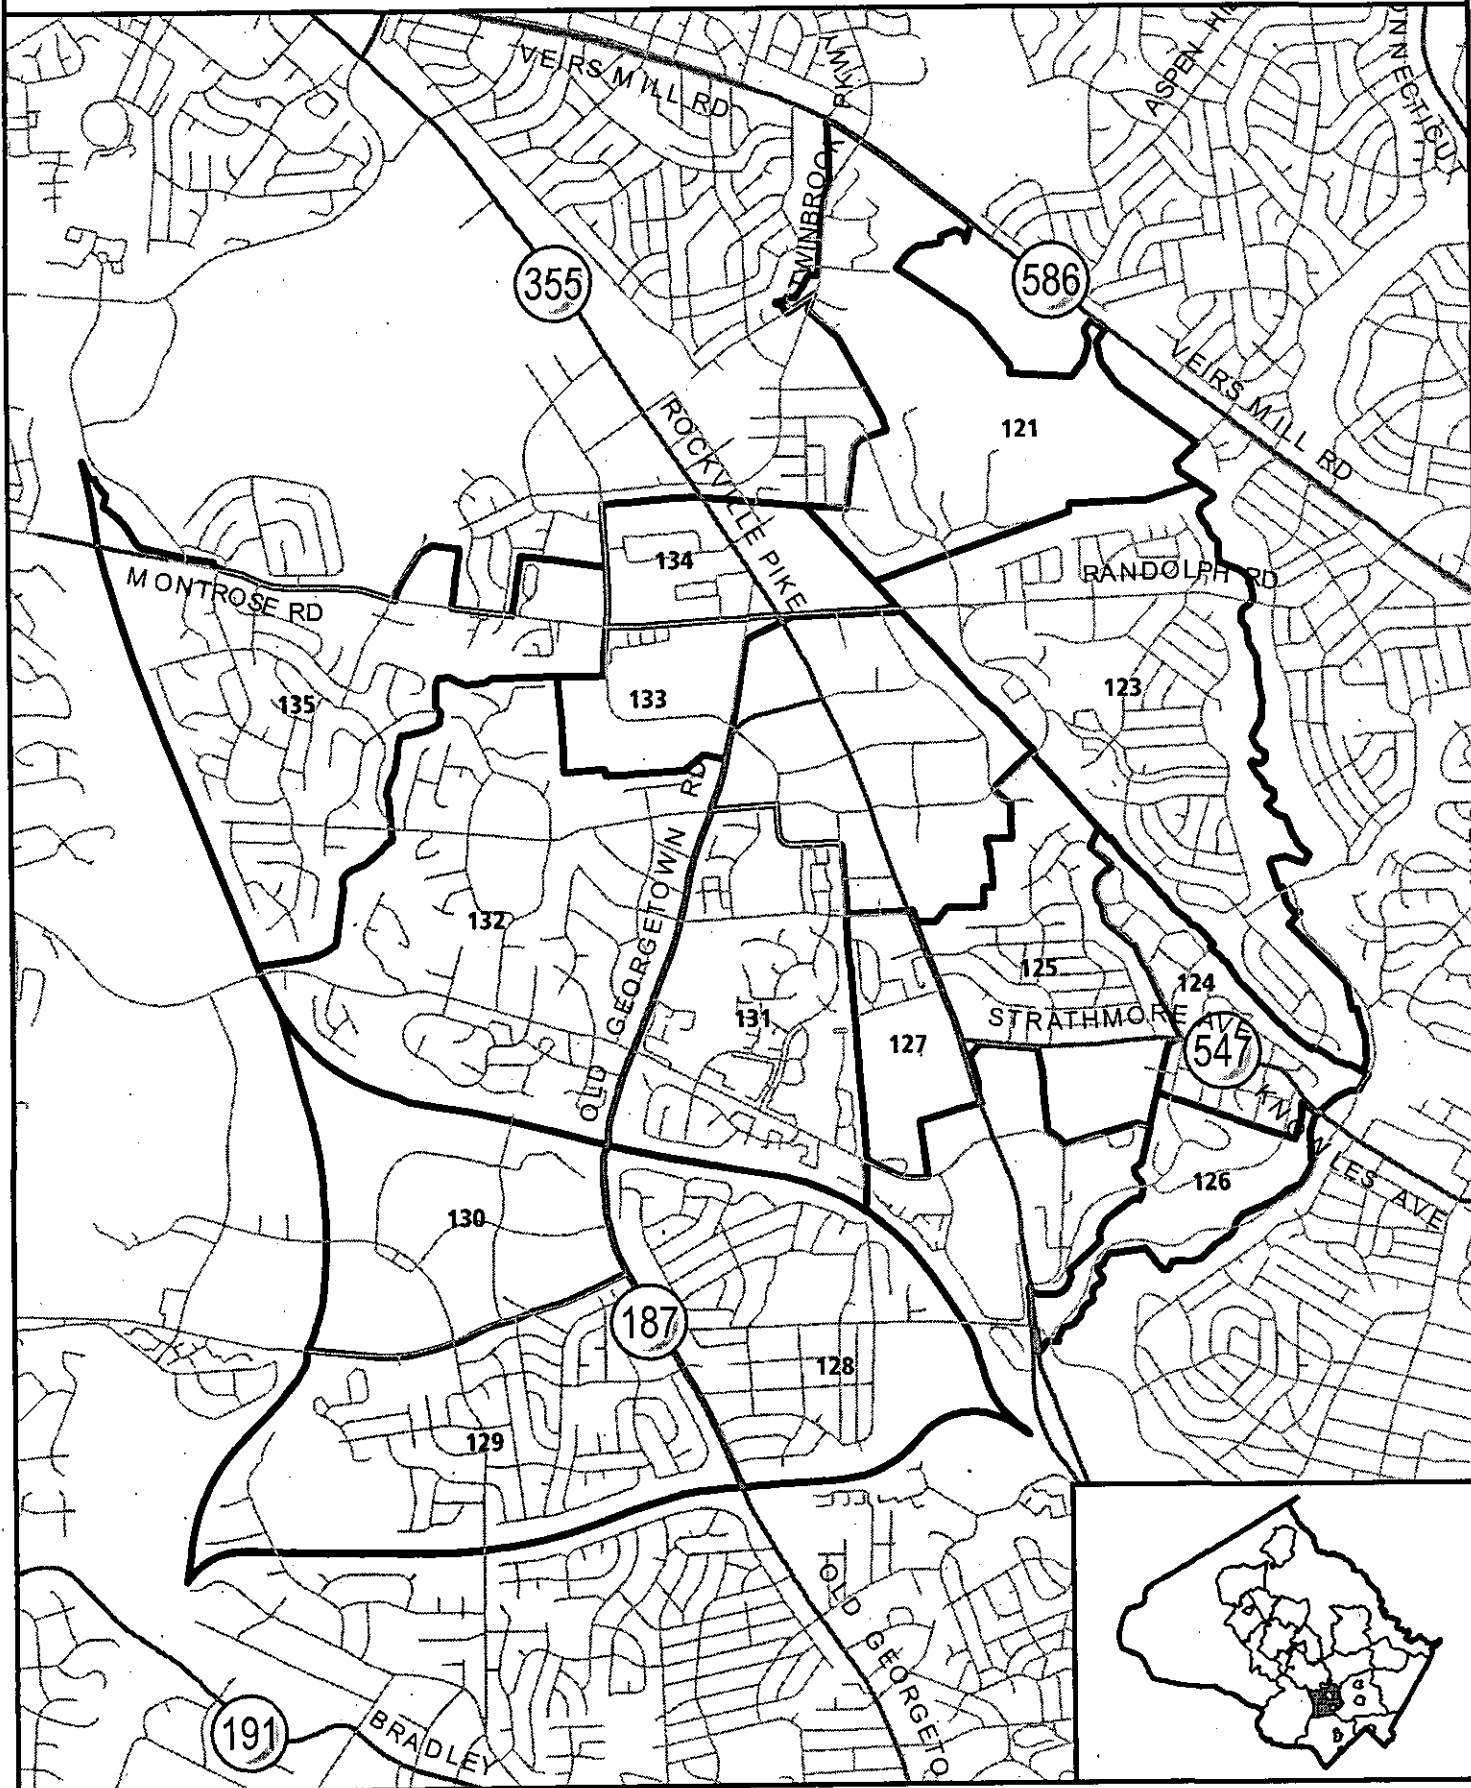 VEIRS MILL RD
TWINBROOK PKWY
ASPEN HIL
ONNECTICU
355
586
VEIRS MILL RD
ROCKVILLE PIKE
121
134
MONTROSE RD
RANDOLPH RD
135
133
123
OLD GEORGETOWN RD
132
125
124
131
STRATHMORE AVE
127
547
KNOWLES AVE
126
130
187
128
129
OLD GEORGETO
191
BRADLEY